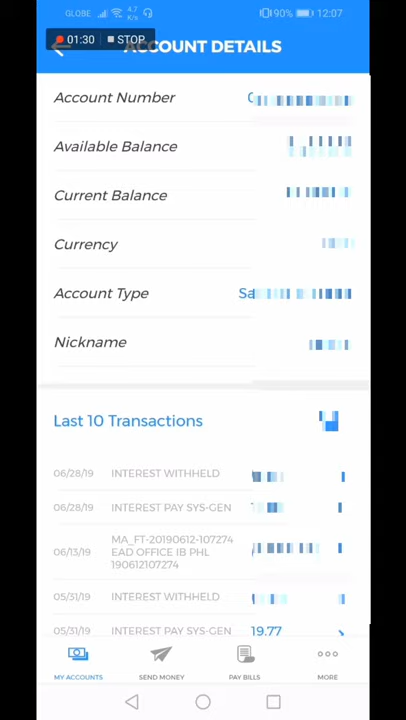 GLOBE 4.7 K/s 90% 12:07
01:30 STOP
ACCOUNT DETAILS
Account Number
Available Balance
Current Balance
Currency
Account Type Sa
Nickname
Last 10 Transactions
06/28/19 INTEREST WITHHELD
06/28/19 INTEREST PAY SYS-GEN
06/13/19 MA_FT-20190612-107274
EAD OFFICE IB PHL
190612107274
05/31/19 INTEREST WITHHELD
05/31/19 INTEREST PAY SYS-GEN 19.77
MY ACCOUNTS SEND MONEY PAY BILLS MORE